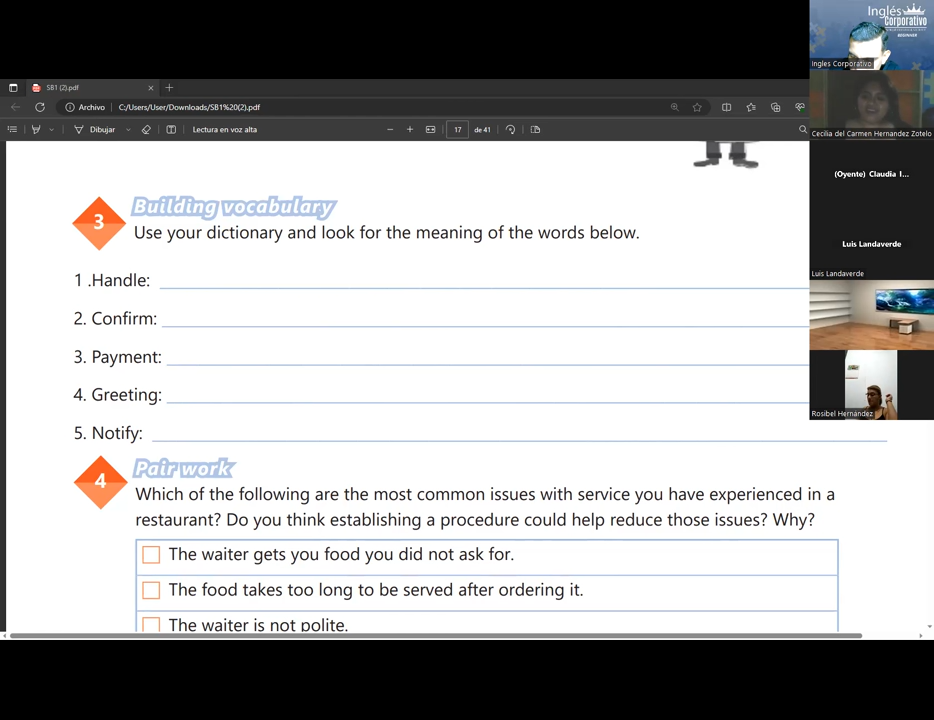 Inglés
Corporativo
BEGINNER
Ingles Corporativo
SB1 (2).pdf
Archivo
C:/Users/User/Downloads/SB1%20(2).pdf
Dibujar
Lectura en voz alta
17
de 41
Cecilia del Carmen Hernandez Zotelo
(Oyente) Claudia I...
Luis Landaverde
Luis Landaverde
Rosibel Hernández
3
Building vocabulary
Use your dictionary and look for the meaning of the words below.
1 .Handle:
2. Confirm:
3. Payment:
4. Greeting:
5. Notify:
4
Pair work
Which of the following are the most common issues with service you have experienced in a
restaurant? Do you think establishing a procedure could help reduce those issues? Why?
The waiter gets you food you did not ask for.
The food takes too long to be served after ordering it.
The waiter is not polite.